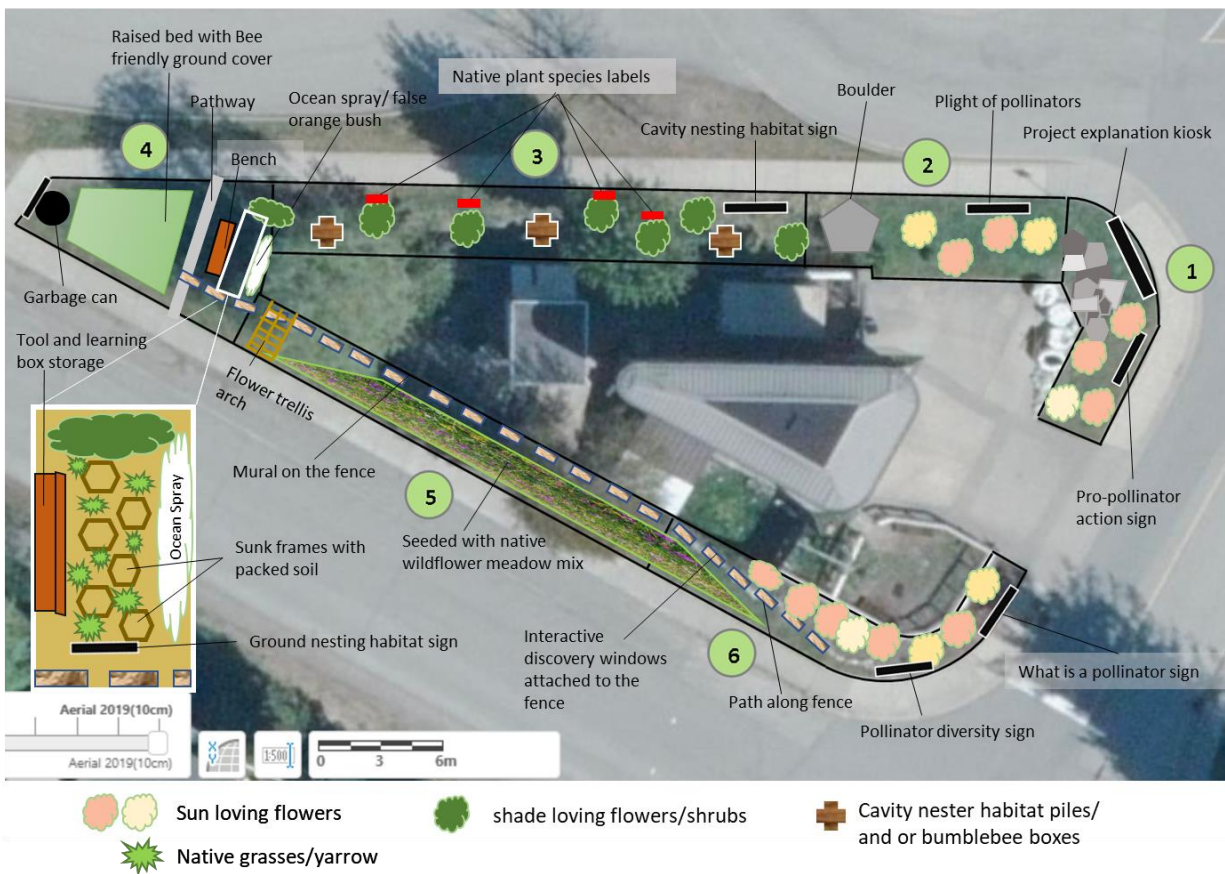 Raised bed with Bee
friendly ground cover
Pathway
Bench
Ocean spray/ false
orange bush
Native plant species labels
Cavity nesting habitat sign
Boulder
Plight of pollinators
Project explanation kiosk
4
3
2
1
Garbage can
Tool and learning
box storage
Flower trellis
arch
Mural on the fence
5
Seeded with native
wildflower meadow mix
Pro-pollinator
action sign
Ocean Spray
Sunk frames with
packed soil
Ground nesting habitat sign
Interactive
discovery windows
attached to the
fence
6
Path along fence
What is a pollinator sign
Pollinator diversity sign
Aerial 2019(10cm)
Aerial 2019(10cm)
X
Y
1:500
0 3 6m
Sun loving flowers
shade loving flowers/shrubs
Cavity nester habitat piles/
and or bumblebee boxes
Native grasses/yarrow